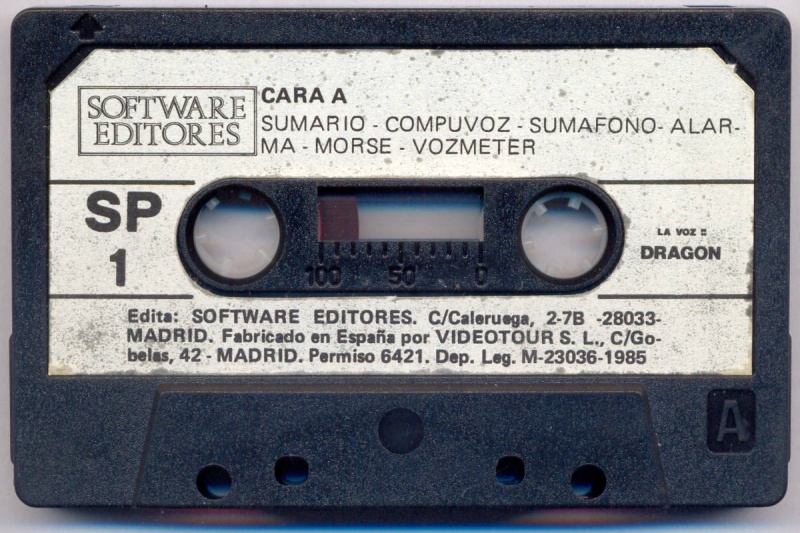 SOFTWARE
EDITORES
CARA A
SUMARIO - COMPUVOZ - SUMAFONO- ALAR-
MA - MORSE - VOZMETER
SP
1
100 50 0
LA VOZ ::
DRAGON
Edita: SOFTWARE EDITORES. C/Caleruega, 2-7B -28033-
MADRID. Fabricado en España por VIDEOTOUR S. L., C/Go-
belas, 42 - MADRID. Permiso 6421. Dep. Leg. M-23036-1985
A